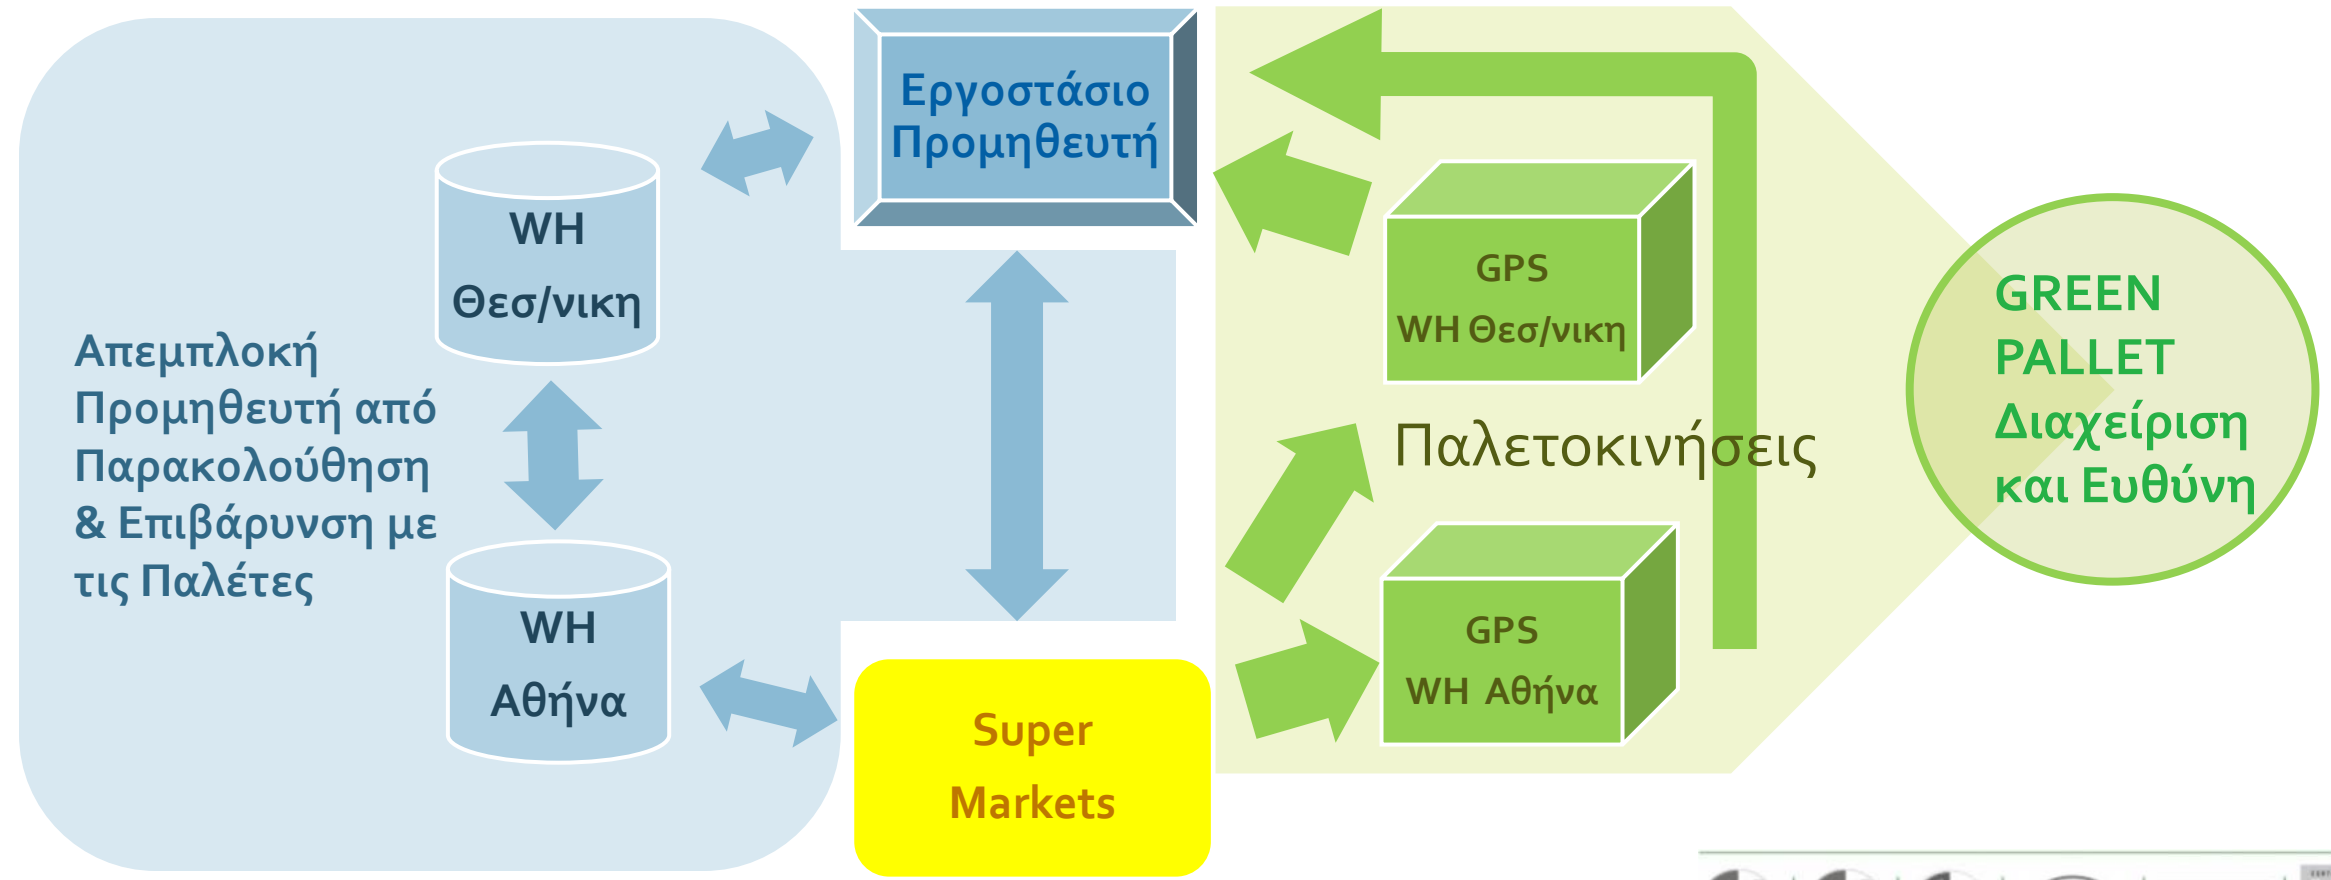 Εργοστάσιο
Προμηθευτή
WH
Θεσ/νικη
Απεμπλοκή
Προμηθευτή από
Παρακολούθηση
& Επιβάρυνση με
τις Παλέτες
WH
Αθήνα
Super
Markets
GPS
WH Θεσ/νικη
Παλετοκινήσεις
GPS
WH Αθήνα
GREEN
PALLET
Διαχείριση
και Ευθύνη